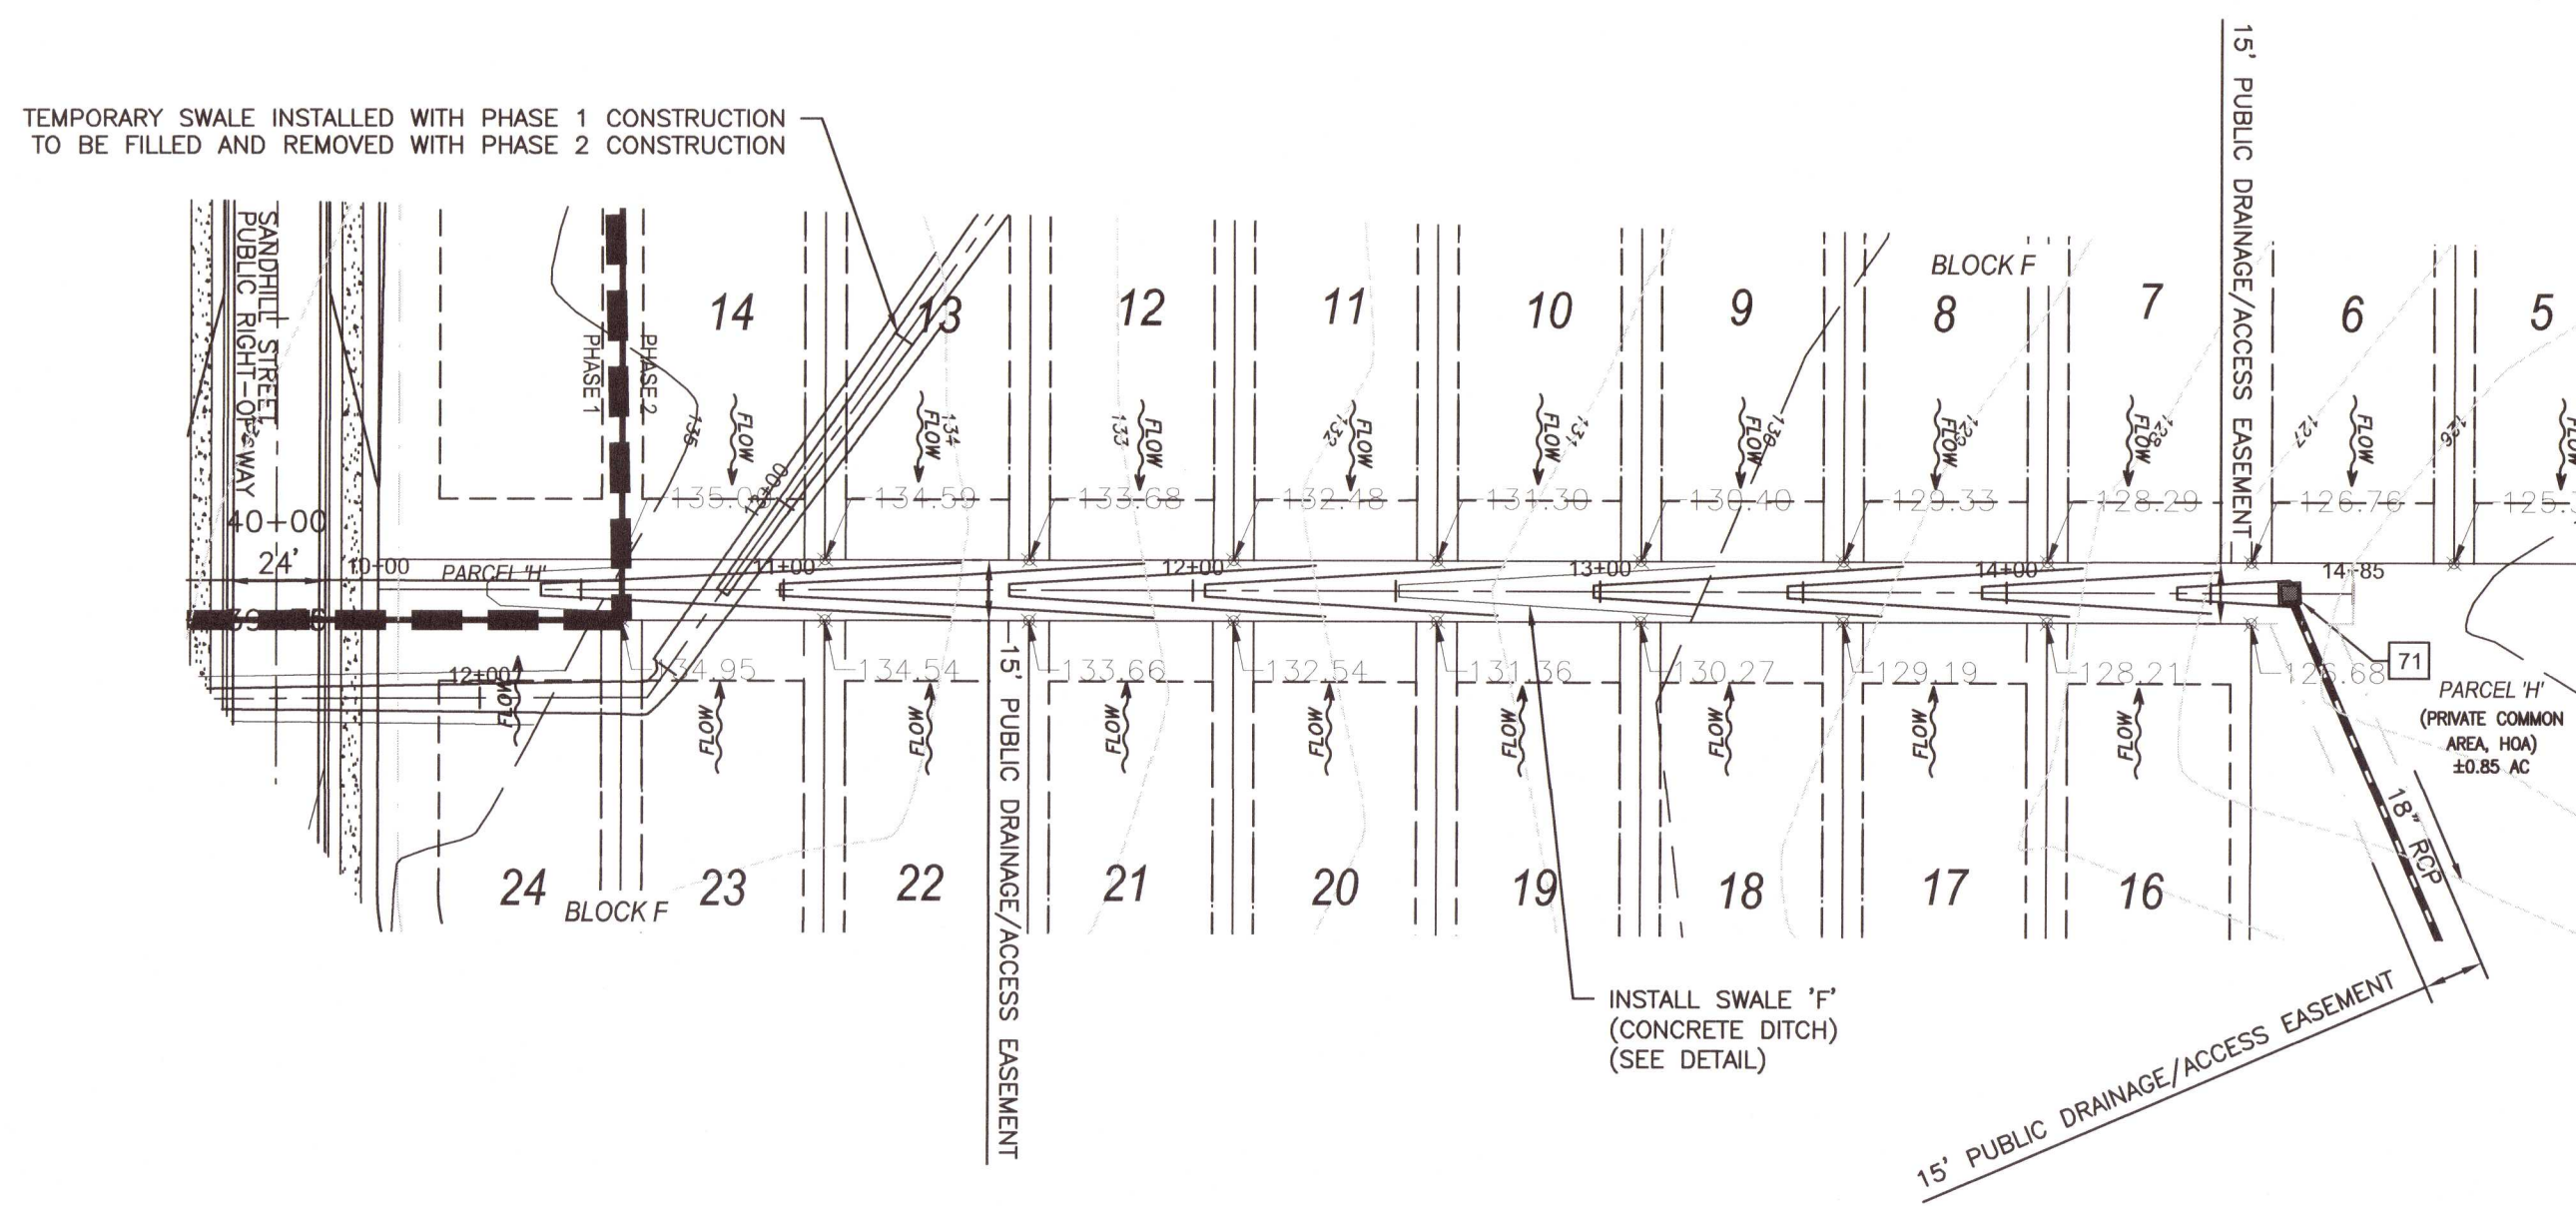 TEMPORARY SWALE INSTALLED WITH PHASE 1 CONSTRUCTION
TO BE FILLED AND REMOVED WITH PHASE 2 CONSTRUCTION
15' PUBLIC DRAINAGE/ACCESS EASEMENT
SANDHILL STREET
PUBLIC RIGHT-OF-WAY
PHASE 1
PHASE 2
BLOCK F
14
13
12
11
10
9
8
7
6
5
135
134
133
132
131
130
129
128
127
126
FLOW
FLOW
FLOW
FLOW
FLOW
FLOW
FLOW
FLOW
FLOW
FLOW
13+00
134.59
133.68
132.48
131.30
130.40
129.33
128.29
126.76
40+00
24'
10+00
PARCEL 'H'
11+00
12+00
13+00
14+00
14+85
12+00
134.95
134.54
133.66
132.54
131.36
130.27
129.19
128.21
126.68
71
PARCEL 'H'
(PRIVATE COMMON
AREA, HOA)
±0.85 AC
FLOW
FLOW
FLOW
FLOW
FLOW
FLOW
FLOW
FLOW
FLOW
18" RCP
24
23
22
21
20
19
18
17
16
BLOCK F
15' PUBLIC DRAINAGE/ACCESS EASEMENT
INSTALL SWALE 'F'
(CONCRETE DITCH)
(SEE DETAIL)
15' PUBLIC DRAINAGE/ACCESS EASEMENT